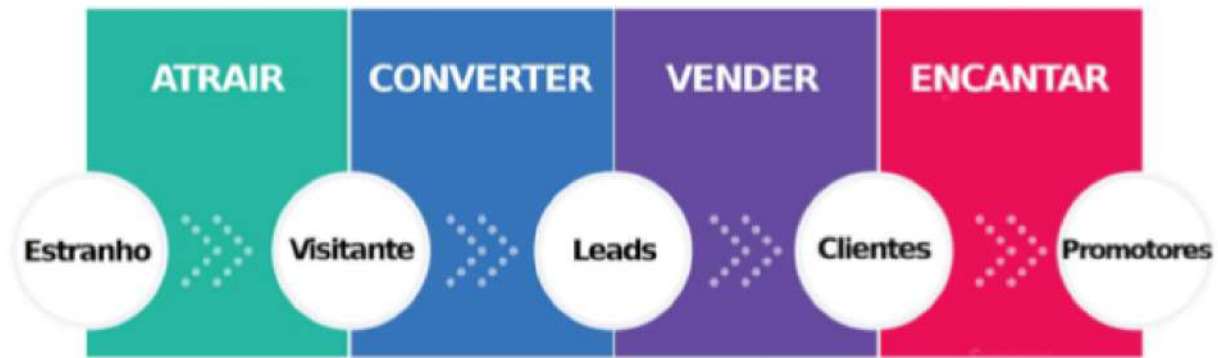 ATRAIR CONVERTER VENDER ENCANTAR
Estranho Visitante Leads Clientes Promotores